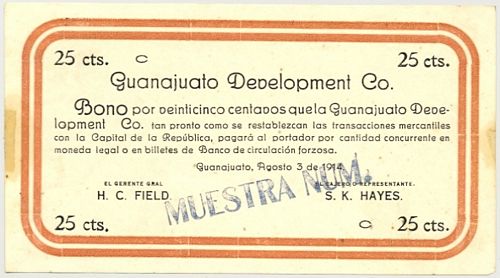 25 cts. C 25 cts.
Guanajuato Development Co.
Bono por veinticinco centavos que la Guanajuato Deve-
lopment Co. tan pronto como se restablezcan las transacciones mercantiles
con la Capital de la República, pagará al portador por cantidad concurrente en
moneda legal o en billetes de Banco de circulación forzosa.
Guanajuato, Agosto 3 de 1914.
EL GERENTE GRAL EL CAJERO O REPRESENTANTE.
H. C. FIELD. S. K. HAYES.
MUESTRA NUM.
25 cts. C 25 cts.